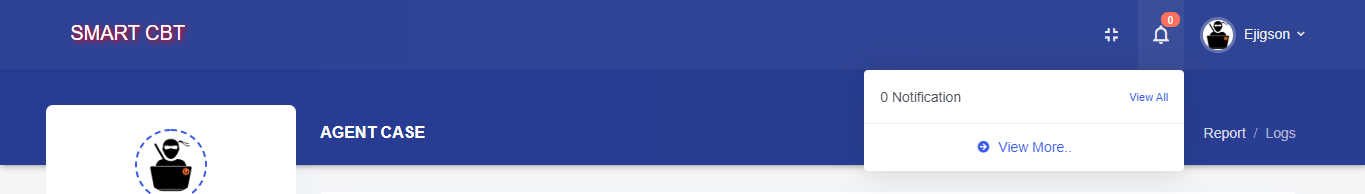 SMART CBT
0
Ejigson
0 Notification
View All
AGENT CASE
Report / Logs
View More..